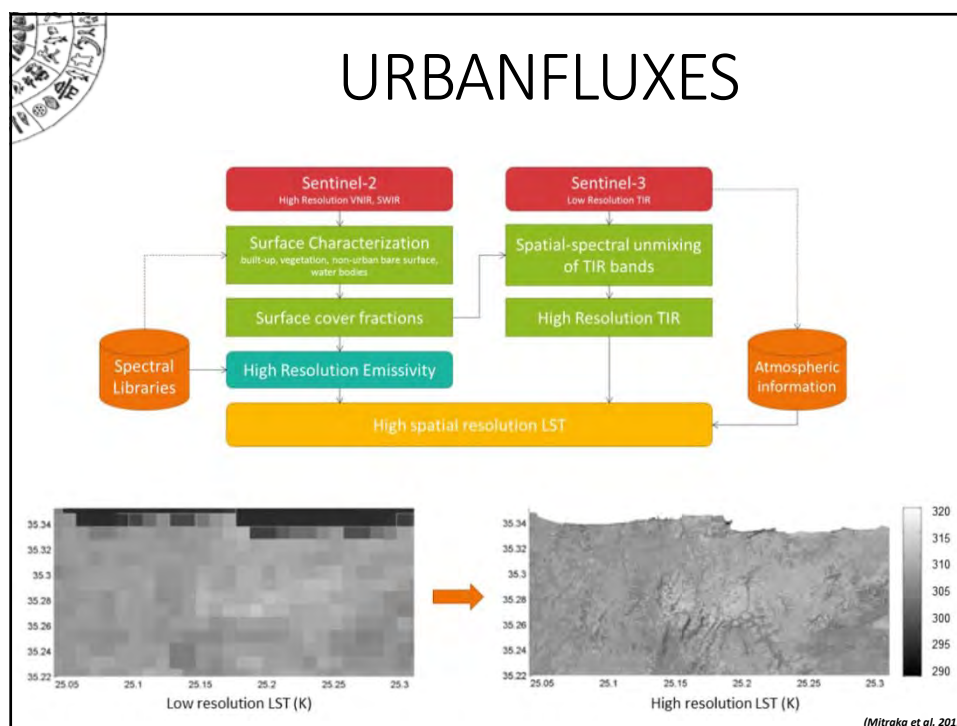 URBANFLUXES
Sentinel-2
High Resolution VNIR, SWIR
Sentinel-3
Low Resolution TIR
Surface Characterization
built-up, vegetation, non-urban bare surface,
water bodies
Spatial-spectral unmixing
of TIR bands
Surface cover fractions
High Resolution TIR
Spectral
Libraries
High Resolution Emissivity
Atmospheric
information
High spatial resolution LST
35.34
35.32
35.3
35.28
35.26
35.24
35.22
25.05
25.1
25.15
25.2
25.25
25.3
Low resolution LST (K)
35.34
35.32
35.3
35.28
35.26
35.24
35.22
25.05
25.1
25.15
25.2
25.25
25.3
High resolution LST (K)
320
315
310
305
300
295
290
(Mitraka et al. 201